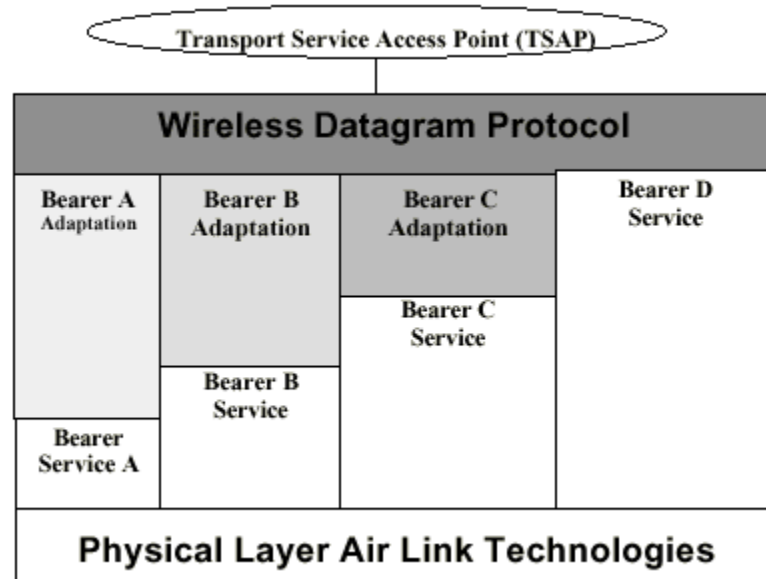 Transport Service Access Point (TSAP)
Wireless Datagram Protocol
Bearer A
Adaptation
Bearer B
Adaptation
Bearer C
Adaptation
Bearer D
Service
Bearer C
Service
Bearer B
Service
Bearer
Service A
Physical Layer Air Link Technologies